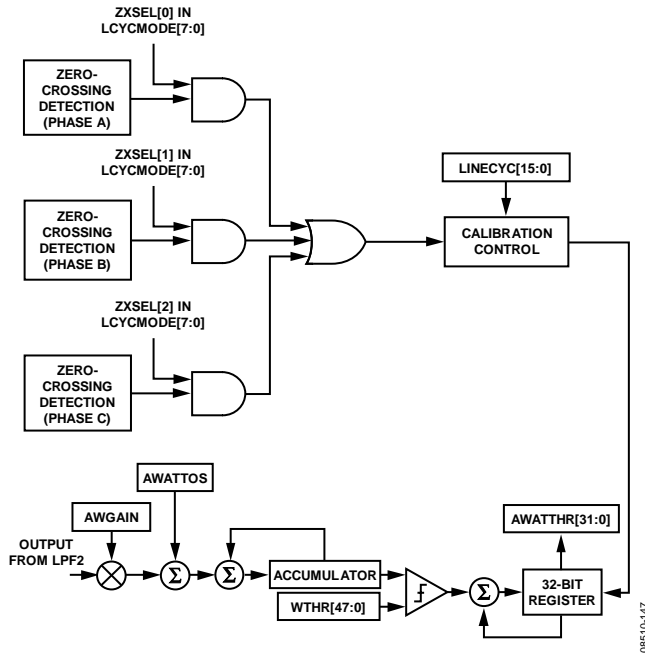 ZXSEL[0] IN
LCYCMODE[7:0]
ZERO-
CROSSING
DETECTION
(PHASE A)
ZXSEL[1] IN
LCYCMODE[7:0]
ZERO-
CROSSING
DETECTION
(PHASE B)
LINECYC[15:0]
CALIBRATION
CONTROL
ZXSEL[2] IN
LCYCMODE[7:0]
ZERO-
CROSSING
DETECTION
(PHASE C)
AWATTOS
AWGAIN
AWATTHR[31:0]
OUTPUT
FROM LPF2
Σ
Σ
ACCUMULATOR
WTHR[47:0]
Σ
32-BIT
REGISTER
08510-147